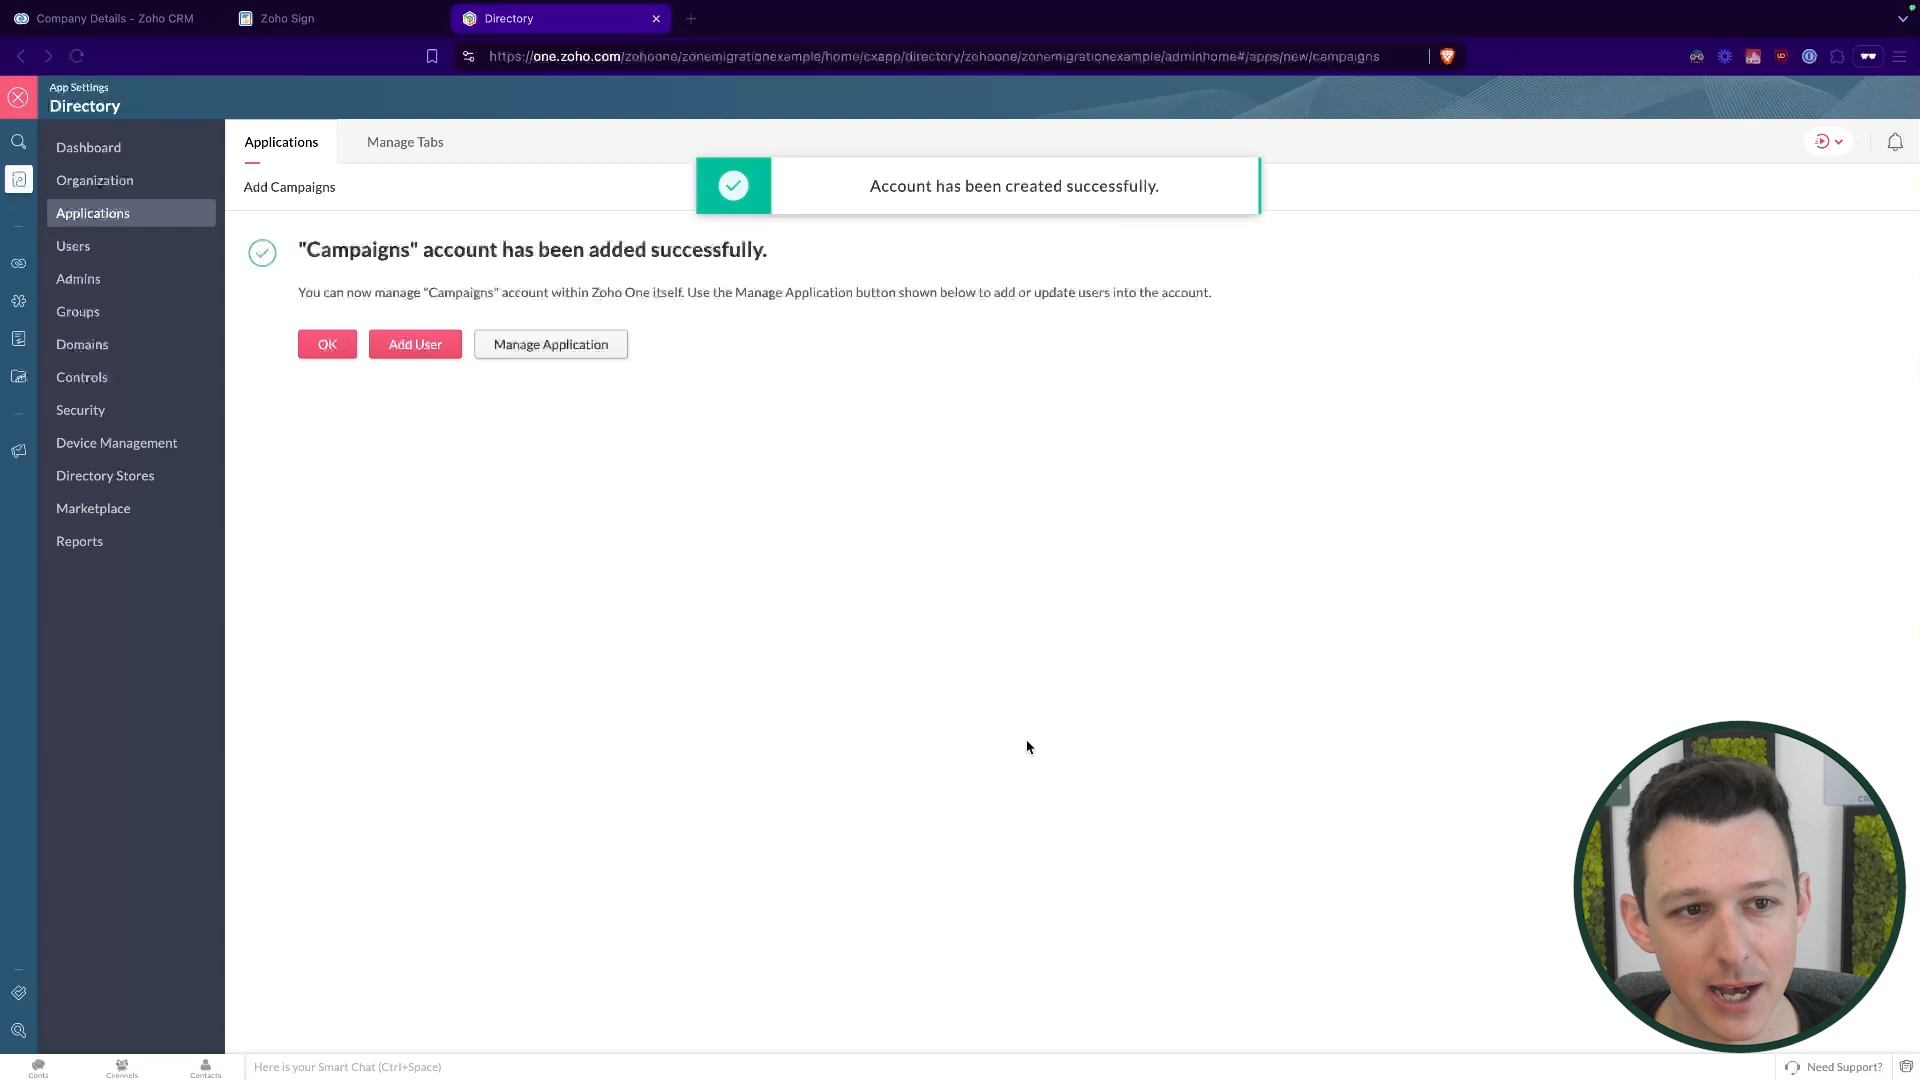 Company Details - Zoho CRM
Zoho Sign
Directory
https://one.zoho.com/zohoone/zonemigrationexample/home/cxapp/directory/zohoone/zonemigrationexample/adminhome#/apps/new/campaigns
App Settings
Directory
Dashboard
Organization
Applications
Users
Admins
Groups
Domains
Controls
Security
Device Management
Directory Stores
Marketplace
Reports
Applications
Manage Tabs
Add Campaigns
Account has been created successfully.
"Campaigns" account has been added successfully.
You can now manage "Campaigns" account within Zoho One itself. Use the Manage Application button shown below to add or update users into the account.
OK
Add User
Manage Application
Channels
Contacts
Here is your Smart Chat (Ctrl+Space)
Need Support?